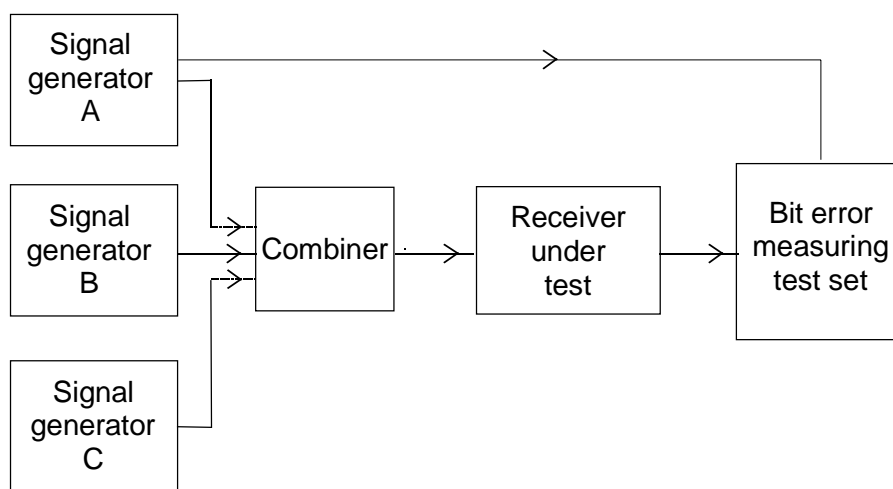 Signal
generator
A
Signal
generator
B
Signal
generator
C
Combiner
Receiver
under
test
Bit error
measuring
test set